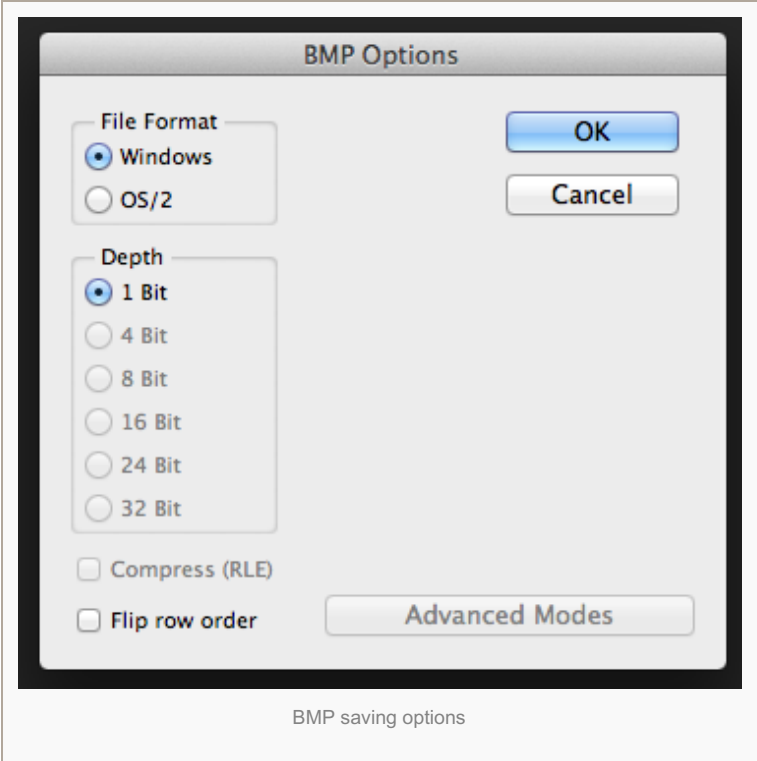 BMP Options
File Format
Windows
OS/2
OK
Cancel
Depth
1 Bit
4 Bit
8 Bit
16 Bit
24 Bit
32 Bit
Compress (RLE)
Flip row order
Advanced Modes
BMP saving options